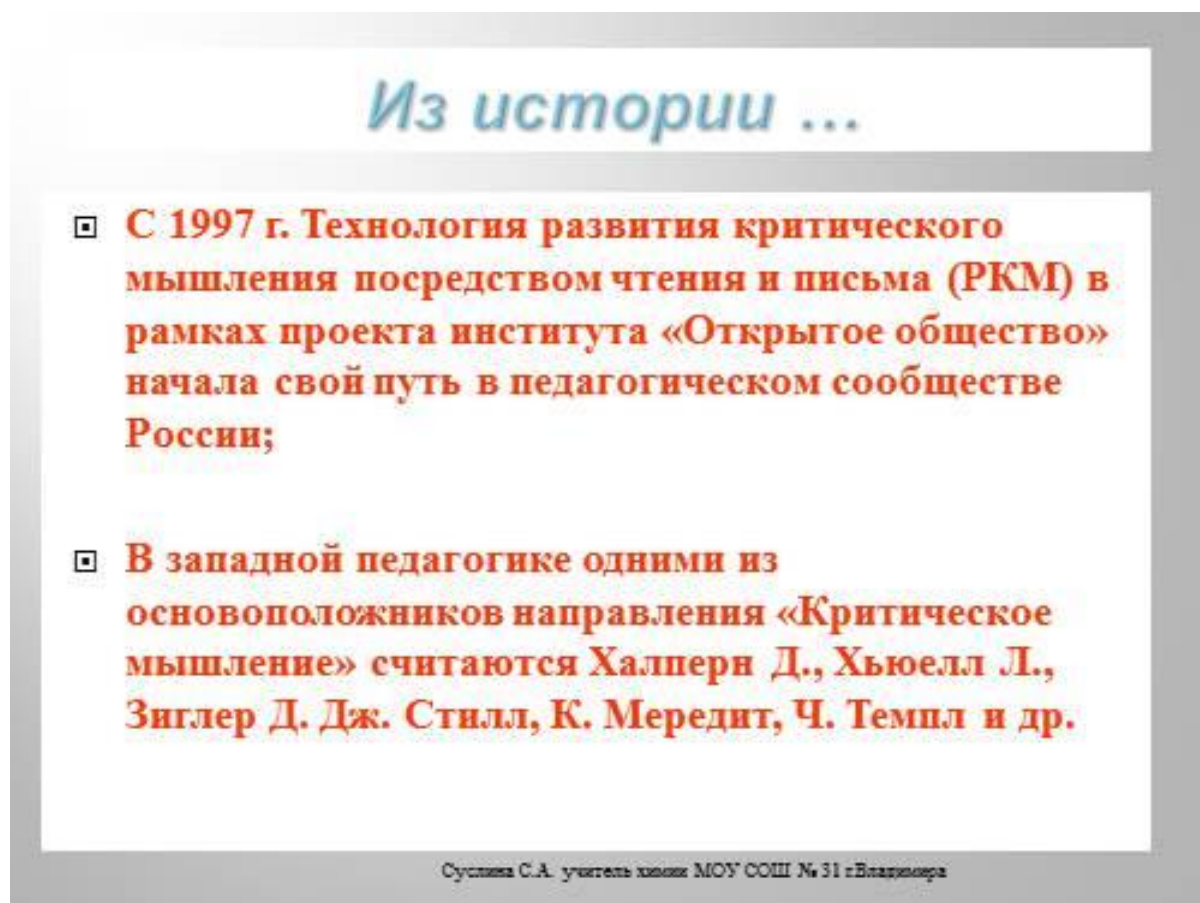 Из истории ...
С 1997 г. Технология развития критического
мышления посредством чтения и письма (РКМ) в
рамках проекта института «Открытое общество»
начала свой путь в педагогическом сообществе
России;
В западной педагогике одними из
основоположников направления «Критическое
мышление» считаются Халперн Д., Хьюелл Л.,
Зиглер Д. Дж. Стилл, К. Мередит, Ч. Темпл и др.
Суслина С.А. учитель химии МОУ СОШ № 31 г.Владимира